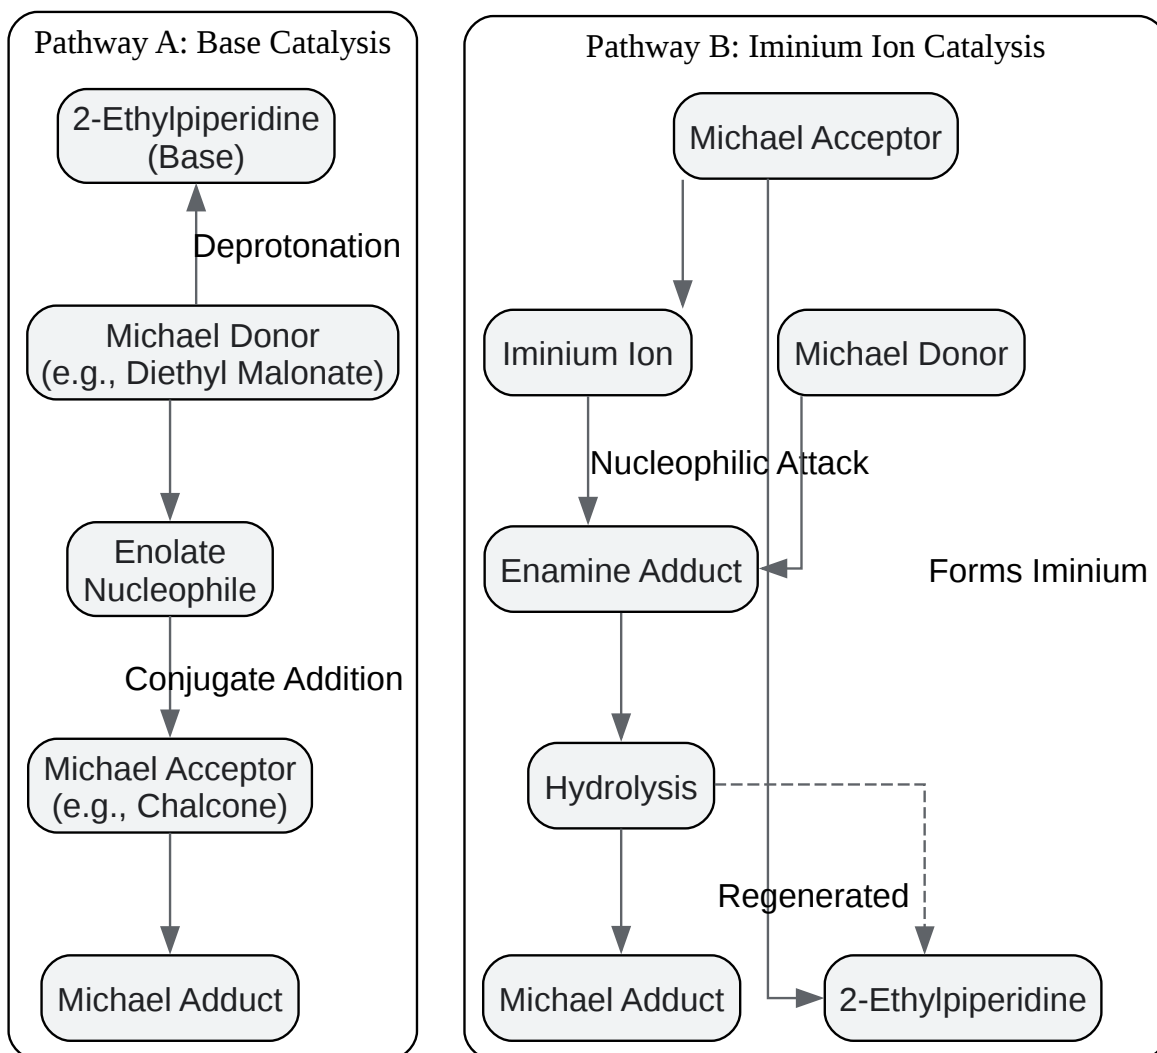 Pathway A: Base Catalysis
2-Ethylpiperidine
(Base)
Deprotonation
Michael Donor
(e.g., Diethyl Malonate)
Enolate
Nucleophile
Conjugate Addition
Michael Acceptor
(e.g., Chalcone)
Michael Adduct
Pathway B: Iminium Ion Catalysis
Michael Acceptor
Iminium Ion
Michael Donor
Nucleophilic Attack
Enamine Adduct
Forms Iminium
Hydrolysis
Regenerated
Michael Adduct
2-Ethylpiperidine